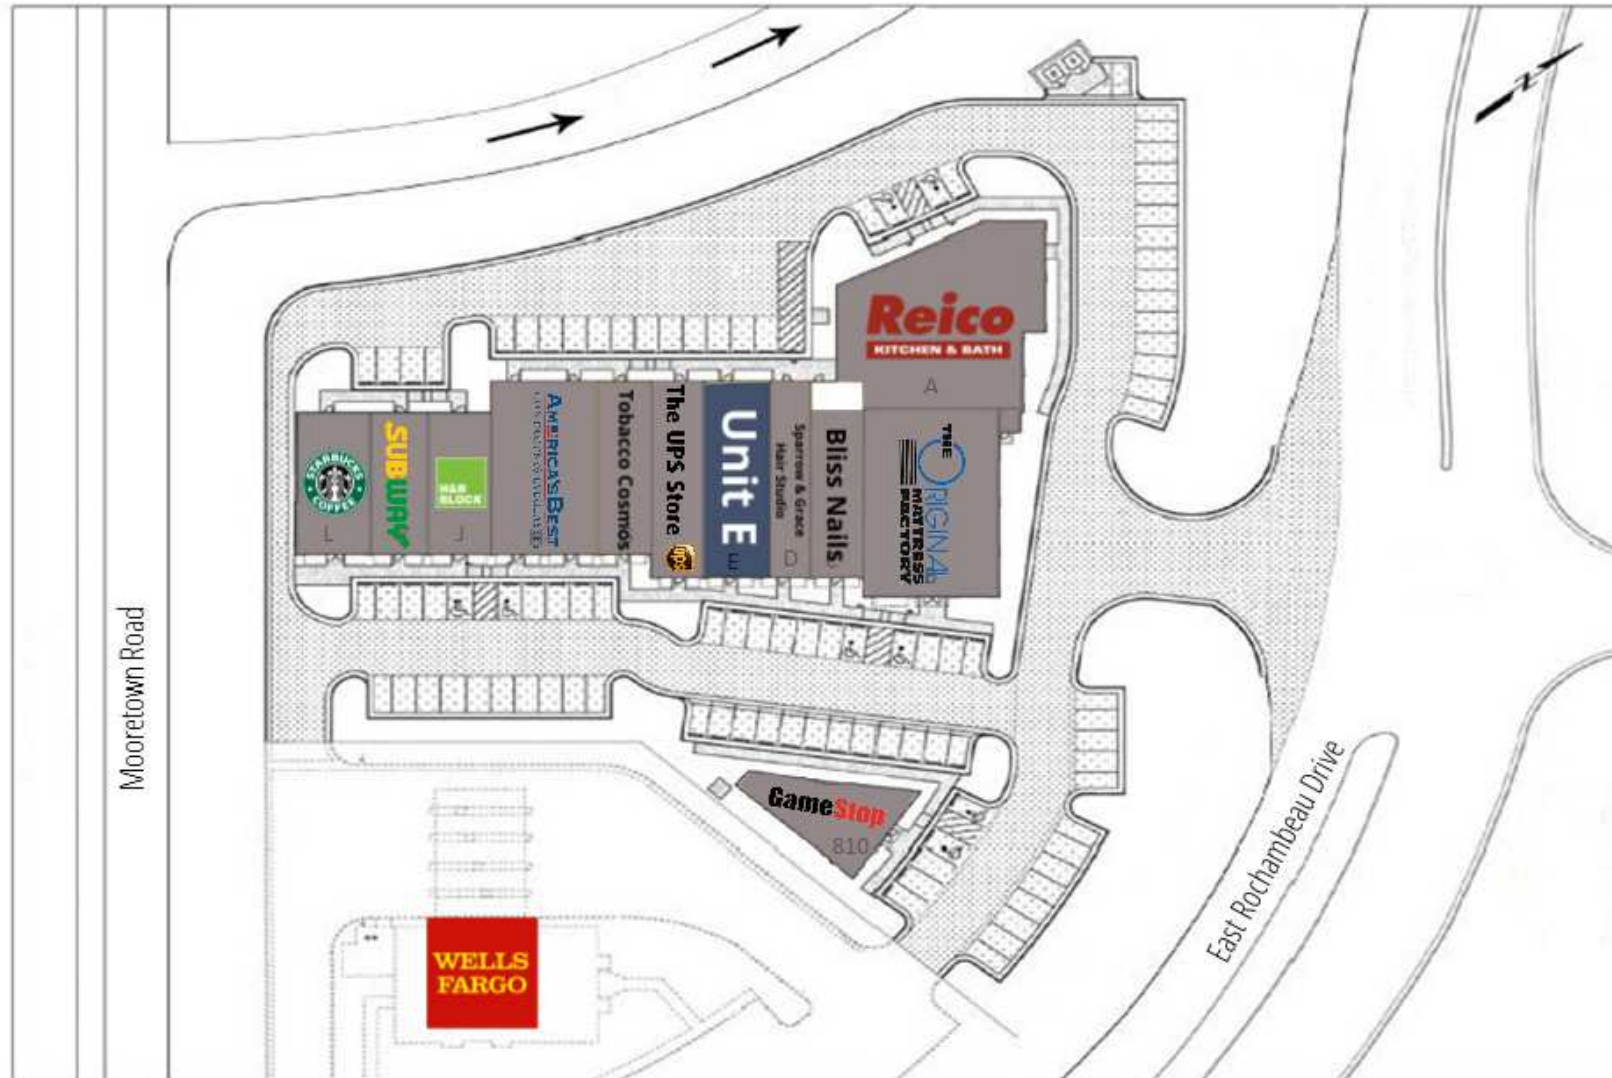 Reico
KITCHEN & BATH
A
STARBUCKS
COFFEE
L
SUBWAY
H&R
BLOCK
J
AMERICA'S BEST
Tobacco Cosmos
The UPS Store
ups
Unit E
E
Sparrow & Grace
Hair Studio
D
Bliss Nails
THE
ORIGINAL
MATTRESS
FACTORY
Mooretown Road
GameStop
810
WELLS
FARGO
East Rochambeau Drive